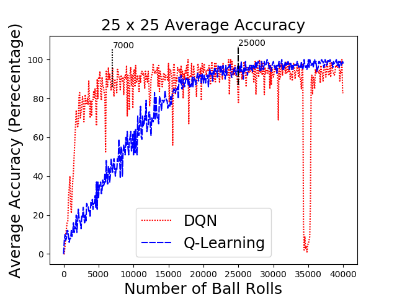 25 x 25 Average Accuracy
Average Accuracy (Perecentage)
7000
25000
100
80
60
40
20
0
DQN
Q-Learning
0 5000 10000 15000 20000 25000 30000 35000 40000
Number of Ball Rolls